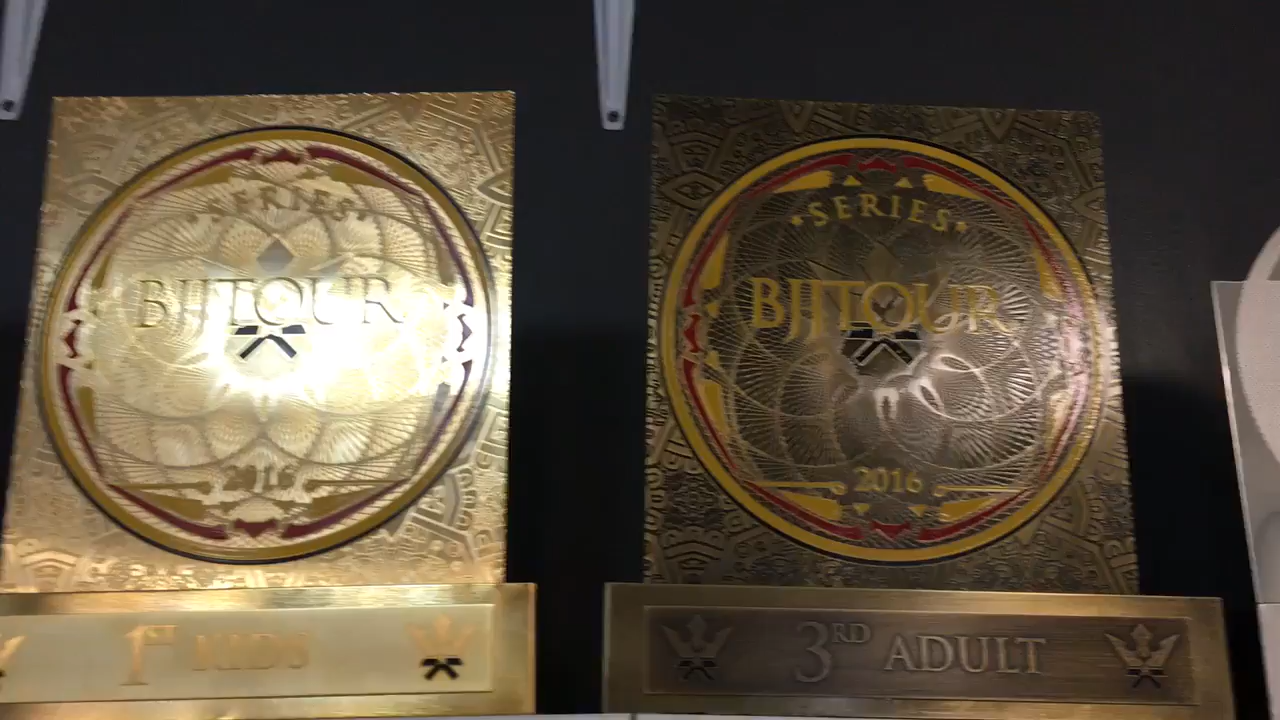 SERIES
BJJTOUR
2016
1ST KIDS
SERIES
BJJTOUR
2016
3RD ADULT